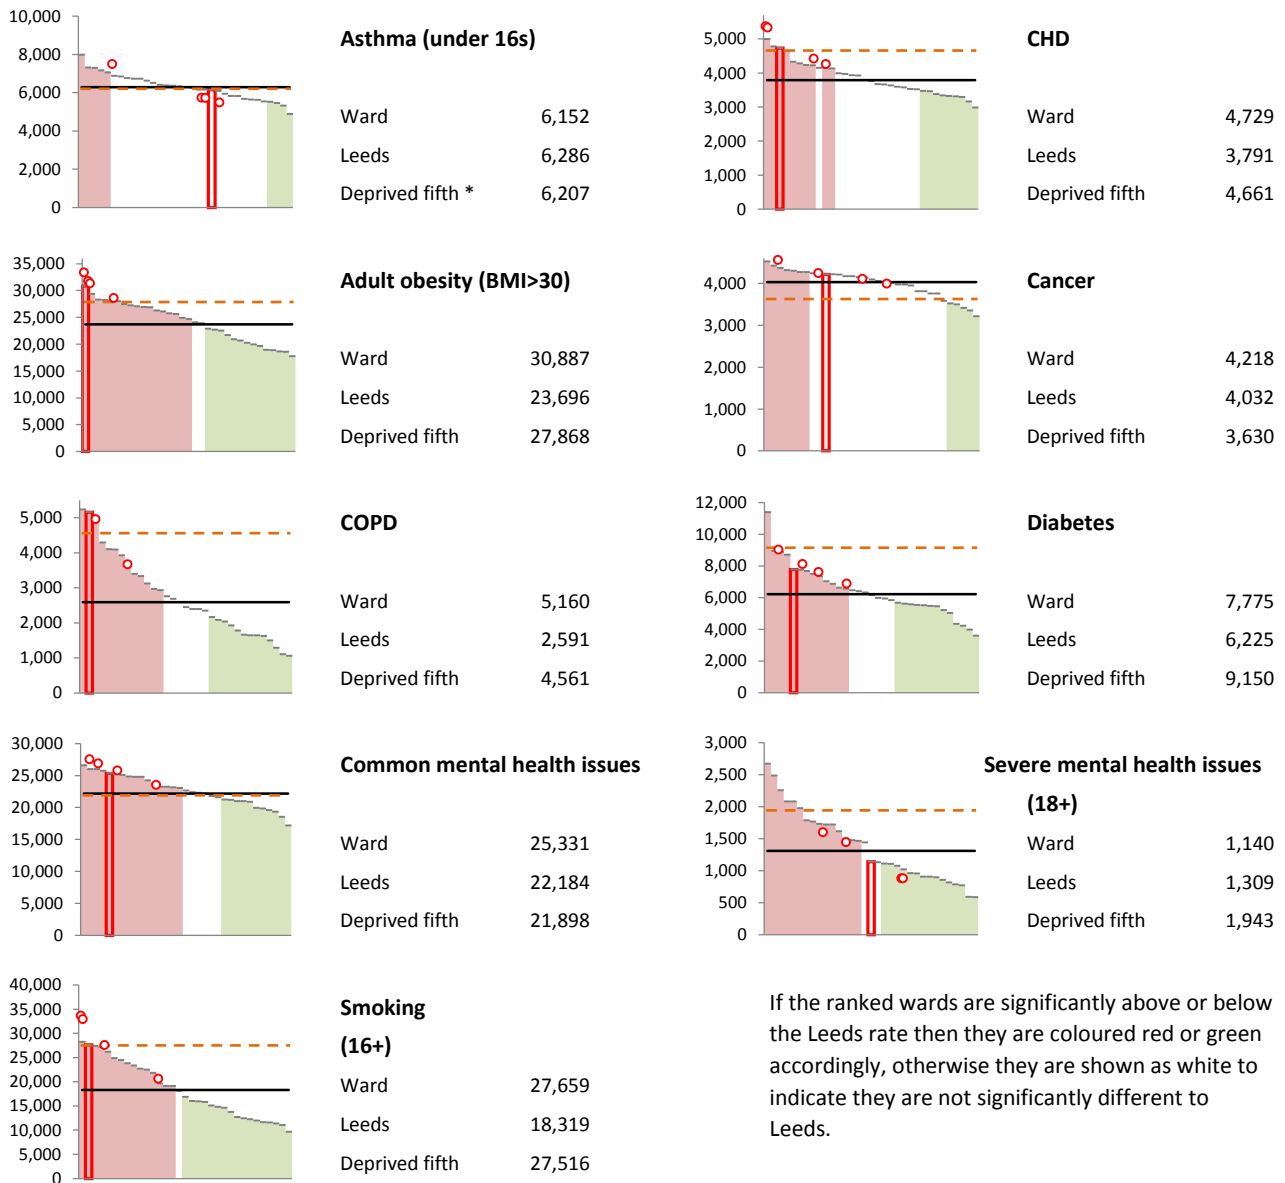 Asthma (under 16s)
10,000
8,000
6,000
4,000
2,000
0
Ward 6,152
Leeds 6,286
Deprived fifth * 6,207
CHD
5,000
4,000
3,000
2,000
1,000
0
Ward 4,729
Leeds 3,791
Deprived fifth 4,661
Adult obesity (BMI>30)
35,000
30,000
25,000
20,000
15,000
10,000
5,000
0
Ward 30,887
Leeds 23,696
Deprived fifth 27,868
Cancer
4,000
3,000
2,000
1,000
0
Ward 4,218
Leeds 4,032
Deprived fifth 3,630
COPD
5,000
4,000
3,000
2,000
1,000
0
Ward 5,160
Leeds 2,591
Deprived fifth 4,561
Diabetes
12,000
10,000
8,000
6,000
4,000
2,000
0
Ward 7,775
Leeds 6,225
Deprived fifth 9,150
Common mental health issues
30,000
25,000
20,000
15,000
10,000
5,000
0
Ward 25,331
Leeds 22,184
Deprived fifth 21,898
Severe mental health issues
(18+)
3,000
2,500
2,000
1,500
1,000
500
0
Ward 1,140
Leeds 1,309
Deprived fifth 1,943
Smoking
(16+)
40,000
35,000
30,000
25,000
20,000
15,000
10,000
5,000
0
Ward 27,659
Leeds 18,319
Deprived fifth 27,516
If the ranked wards are significantly above or below
the Leeds rate then they are coloured red or green
accordingly, otherwise they are shown as white to
indicate they are not significantly different to
Leeds.